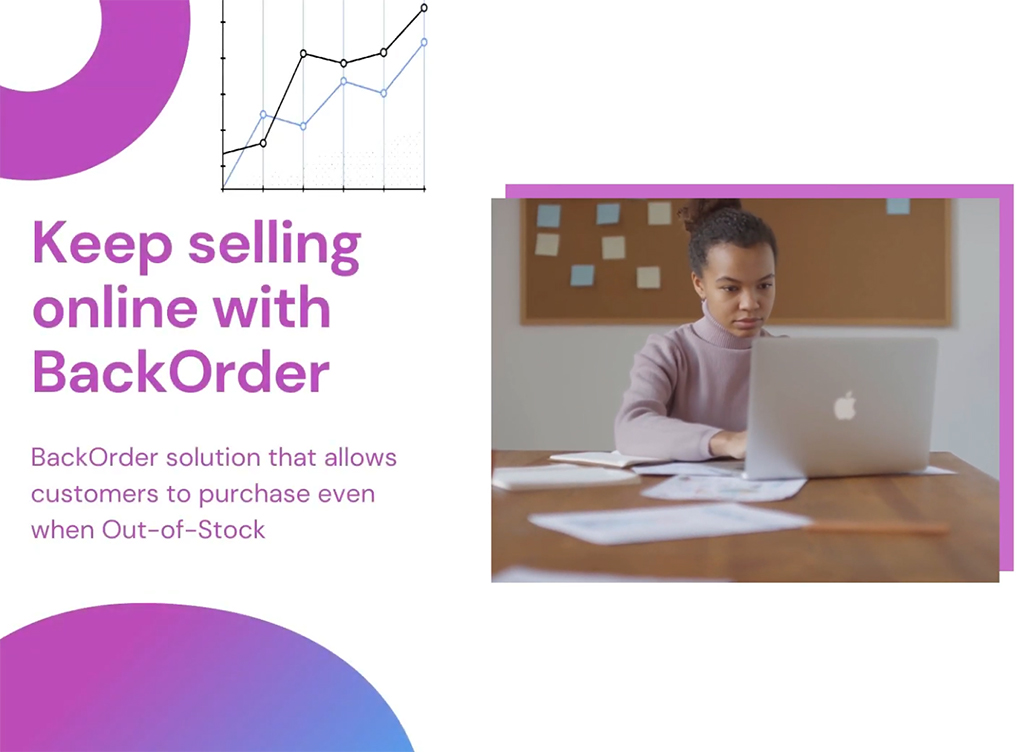 Keep selling
online with
BackOrder
BackOrder solution that allows
customers to purchase even
when Out-of-Stock